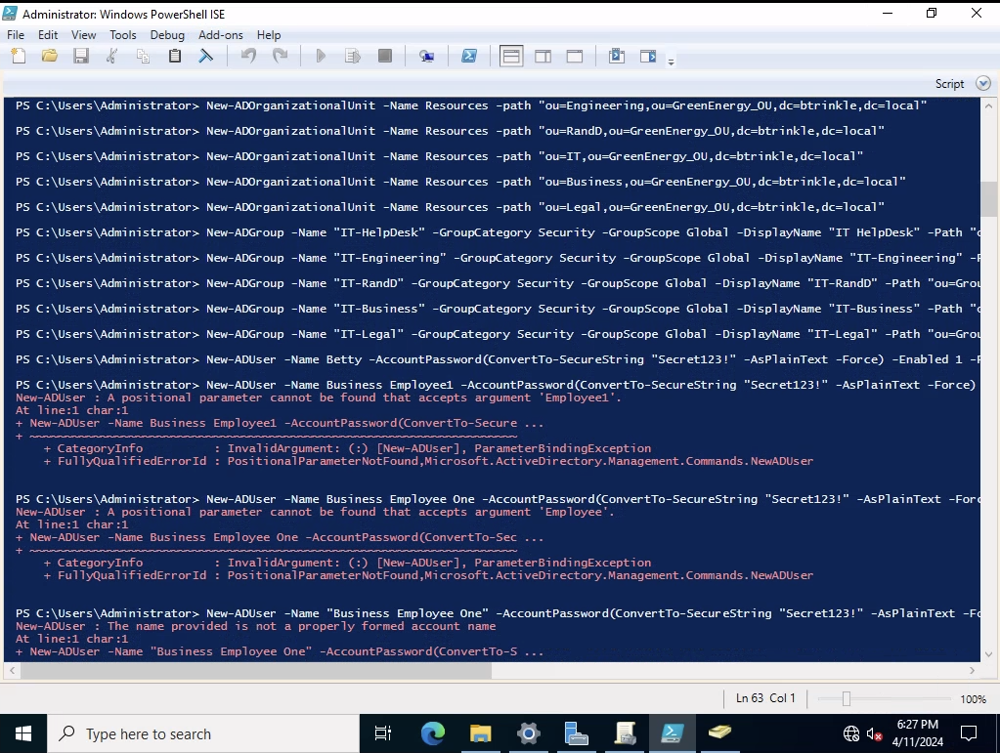 Administrator: Windows PowerShell ISE
File Edit View Tools Debug Add-ons Help
Script
PS C:\Users\Administrator> New-ADOrganizationalUnit -Name Resources -path "ou=Engineering,ou=GreenEnergy_OU,dc=btrinkle,dc=local"
PS C:\Users\Administrator> New-ADOrganizationalUnit -Name Resources -path "ou=RandD,ou=GreenEnergy_OU,dc=btrinkle,dc=local"
PS C:\Users\Administrator> New-ADOrganizationalUnit -Name Resources -path "ou=IT,ou=GreenEnergy_OU,dc=btrinkle,dc=local"
PS C:\Users\Administrator> New-ADOrganizationalUnit -Name Resources -path "ou=Business,ou=GreenEnergy_OU,dc=btrinkle,dc=local"
PS C:\Users\Administrator> New-ADOrganizationalUnit -Name Resources -path "ou=Legal,ou=GreenEnergy_OU,dc=btrinkle,dc=local"
PS C:\Users\Administrator> New-ADGroup -Name "IT-HelpDesk" -GroupCategory Security -GroupScope Global -DisplayName "IT HelpDesk" -Path "
PS C:\Users\Administrator> New-ADGroup -Name "IT-Engineering" -GroupCategory Security -GroupScope Global -DisplayName "IT-Engineering" -
PS C:\Users\Administrator> New-ADGroup -Name "IT-RandD" -GroupCategory Security -GroupScope Global -DisplayName "IT-RandD" -Path "ou=Grou
PS C:\Users\Administrator> New-ADGroup -Name "IT-Business" -GroupCategory Security -GroupScope Global -DisplayName "IT-Business" -Path "
PS C:\Users\Administrator> New-ADGroup -Name "IT-Legal" -GroupCategory Security -GroupScope Global -DisplayName "IT-Legal" -Path "ou=Grou
PS C:\Users\Administrator> New-ADUser -Name Betty -AccountPassword(ConvertTo-SecureString "Secret123!" -AsPlainText -Force) -Enabled 1 -
PS C:\Users\Administrator> New-ADUser -Name Business Employee1 -AccountPassword(ConvertTo-SecureString "Secret123!" -AsPlainText -Force)
New-ADUser : A positional parameter cannot be found that accepts argument 'Employee1'.
At line:1 char:1
+ New-ADUser -Name Business Employee1 -AccountPassword(ConvertTo-Secure ...
+ ~~~~~~~~~~~~~~~~~~~~~~~~~~~~~~~~~~~~~~~~~~~~~~~~~~~~~~~~~~~~~~~~~~~~~
+ CategoryInfo : InvalidArgument: (:) [New-ADUser], ParameterBindingException
+ FullyQualifiedErrorId : PositionalParameterNotFound,Microsoft.ActiveDirectory.Management.Commands.NewADUser
PS C:\Users\Administrator> New-ADUser -Name Business Employee One -AccountPassword(ConvertTo-SecureString "Secret123!" -AsPlainText -Forc
New-ADUser : A positional parameter cannot be found that accepts argument 'Employee'.
At line:1 char:1
+ New-ADUser -Name Business Employee One -AccountPassword(ConvertTo-Sec ...
+ ~~~~~~~~~~~~~~~~~~~~~~~~~~~~~~~~~~~~~~~~~~~~~~~~~~~~~~~~~~~~~~~~~~~~~
+ CategoryInfo : InvalidArgument: (:) [New-ADUser], ParameterBindingException
+ FullyQualifiedErrorId : PositionalParameterNotFound,Microsoft.ActiveDirectory.Management.Commands.NewADUser
PS C:\Users\Administrator> New-ADUser -Name "Business Employee One" -AccountPassword(ConvertTo-SecureString "Secret123!" -AsPlainText -Fo
New-ADUser : The name provided is not a properly formed account name
At line:1 char:1
+ New-ADUser -Name "Business Employee One" -AccountPassword(ConvertTo-S ...
Ln 63 Col 1
100%
Type here to search
6:27 PM
4/11/2024